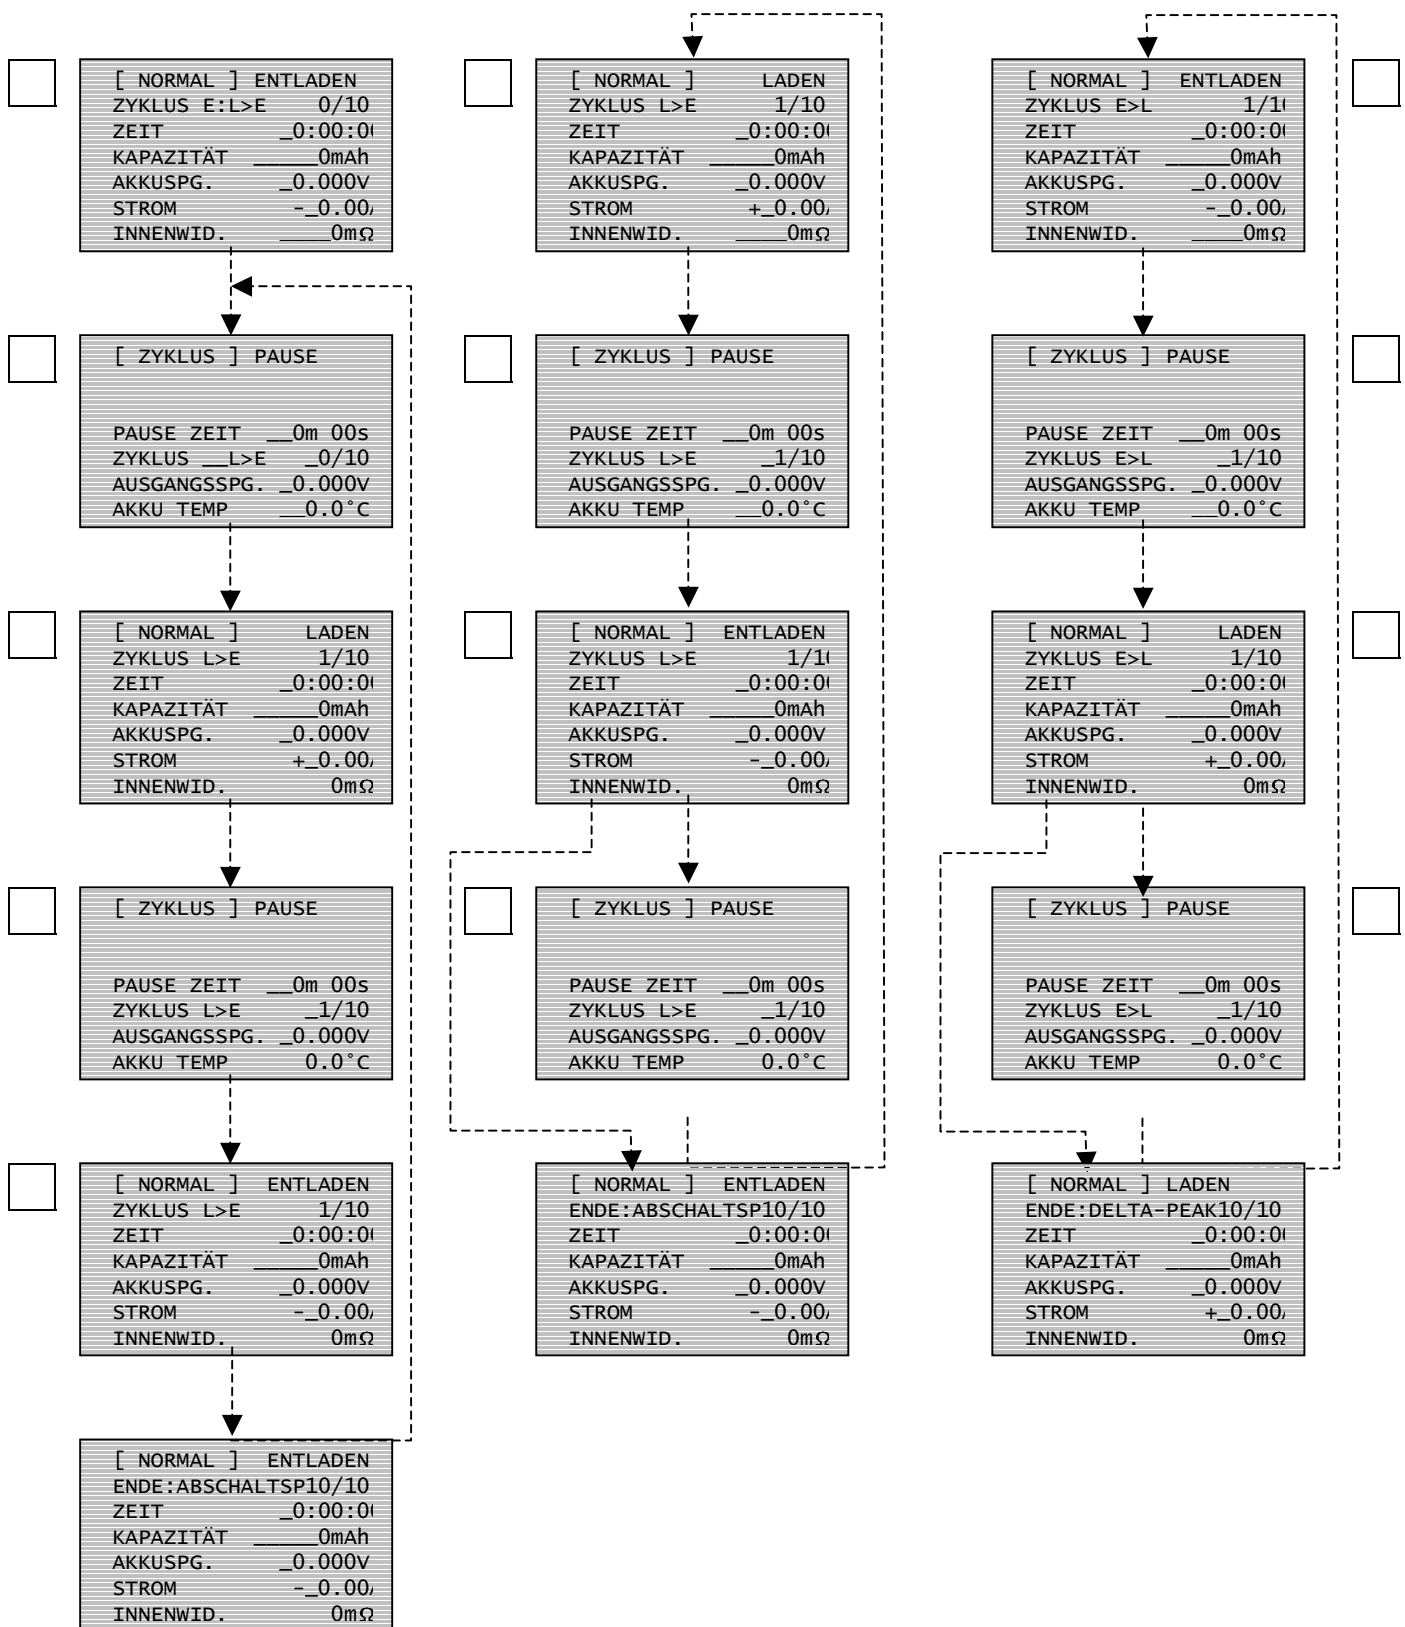 [ NORMAL ] ENTLADEN
ZYKLUS E:L>E 0/10
ZEIT _0:00:0
KAPAZITÄT _____0mAh
AKKUSPG. _0.000V
STROM -_0.00
INNENWID. ____0mΩ
[ ZYKLUS ] PAUSE
PAUSE ZEIT __0m 00s
ZYKLUS __L>E _0/10
AUSGANGSSPG. _0.000V
AKKU TEMP __0.0°C
[ NORMAL ] LADEN
ZYKLUS L>E 1/10
ZEIT _0:00:0
KAPAZITÄT _____0mAh
AKKUSPG. _0.000V
STROM +_0.00
INNENWID. 0mΩ
[ ZYKLUS ] PAUSE
PAUSE ZEIT __0m 00s
ZYKLUS L>E _1/10
AUSGANGSSPG. _0.000V
AKKU TEMP 0.0°C
[ NORMAL ] ENTLADEN
ZYKLUS L>E 1/10
ZEIT _0:00:0
KAPAZITÄT _____0mAh
AKKUSPG. _0.000V
STROM -_0.00
INNENWID. 0mΩ
[ NORMAL ] ENTLADEN
ENDE:ABSCHALTSP10/10
ZEIT _0:00:0
KAPAZITÄT _____0mAh
AKKUSPG. _0.000V
STROM -_0.00
INNENWID. 0mΩ
[ NORMAL ] LADEN
ZYKLUS L>E 1/10
ZEIT _0:00:0
KAPAZITÄT _____0mAh
AKKUSPG. _0.000V
STROM +_0.00
INNENWID. ____0mΩ
[ ZYKLUS ] PAUSE
PAUSE ZEIT __0m 00s
ZYKLUS L>E _1/10
AUSGANGSSPG. _0.000V
AKKU TEMP __0.0°C
[ NORMAL ] ENTLADEN
ZYKLUS L>E 1/1
ZEIT _0:00:0
KAPAZITÄT _____0mAh
AKKUSPG. _0.000V
STROM -_0.00
INNENWID. 0mΩ
[ ZYKLUS ] PAUSE
PAUSE ZEIT __0m 00s
ZYKLUS L>E _1/10
AUSGANGSSPG. _0.000V
AKKU TEMP 0.0°C
[ NORMAL ] ENTLADEN
ENDE:ABSCHALTSP10/10
ZEIT _0:00:0
KAPAZITÄT _____0mAh
AKKUSPG. _0.000V
STROM -_0.00
INNENWID. 0mΩ
[ NORMAL ] ENTLADEN
ZYKLUS E>L 1/1
ZEIT _0:00:0
KAPAZITÄT _____0mAh
AKKUSPG. _0.000V
STROM -_0.00
INNENWID. ____0mΩ
[ ZYKLUS ] PAUSE
PAUSE ZEIT __0m 00s
ZYKLUS E>L _1/10
AUSGANGSSPG. _0.000V
AKKU TEMP __0.0°C
[ NORMAL ] LADEN
ZYKLUS E>L 1/10
ZEIT _0:00:0
KAPAZITÄT _____0mAh
AKKUSPG. _0.000V
STROM +_0.00
INNENWID. 0mΩ
[ ZYKLUS ] PAUSE
PAUSE ZEIT __0m 00s
ZYKLUS E>L _1/10
AUSGANGSSPG. _0.000V
AKKU TEMP 0.0°C
[ NORMAL ] LADEN
ENDE:DELTA-PEAK10/10
ZEIT _0:00:0
KAPAZITÄT _____0mAh
AKKUSPG. _0.000V
STROM +_0.00
INNENWID. 0mΩ